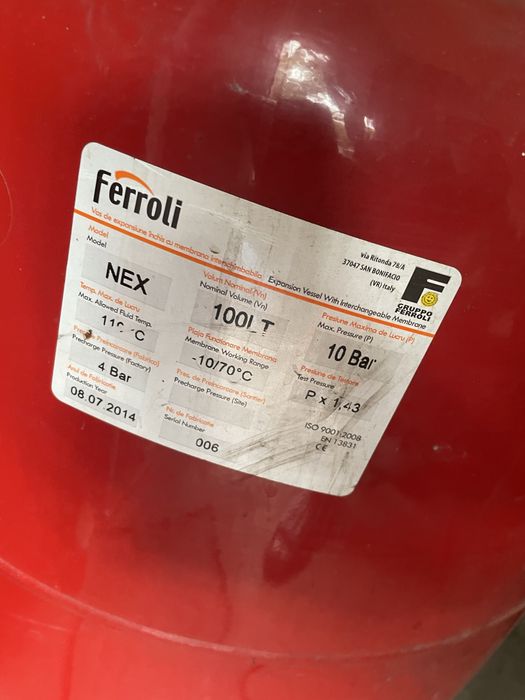 ferroli
Vas de expansiune închis cu membrana interschimbabila Expansion Vessel With Interchangeable Membrane
via Ritonda 78/A
37047 SAN BONIFACIO
(VR) Italy
F
GRUPPO
FERROLI
Model
Model
NEX
Volum Nominal (Vn)
Nominal Volume (Vn)
100LT
Presiune Maxima de Lucru (P)
Max. Pressure (P)
10 Bar
Temp. Max. de Lucru
Max. Allowed Fluid Temp.
°C
Plaja Functionare Membrana
Membrane Working Range
-10/70°C
Presiune de Testare
Test Pressure
P x 1,43
Presiune Preincarcare (Fabrica)
Precharge Pressure (Factory)
4 Bar
Pres. de Preincarcare (Santier)
Precharge Pressure (Site)
ISO 9001:2008
EN 13831
CE
Anul de Fabricatie
Production Year
08.07.2014
Nr. de Fabricatie
Serial Number
006